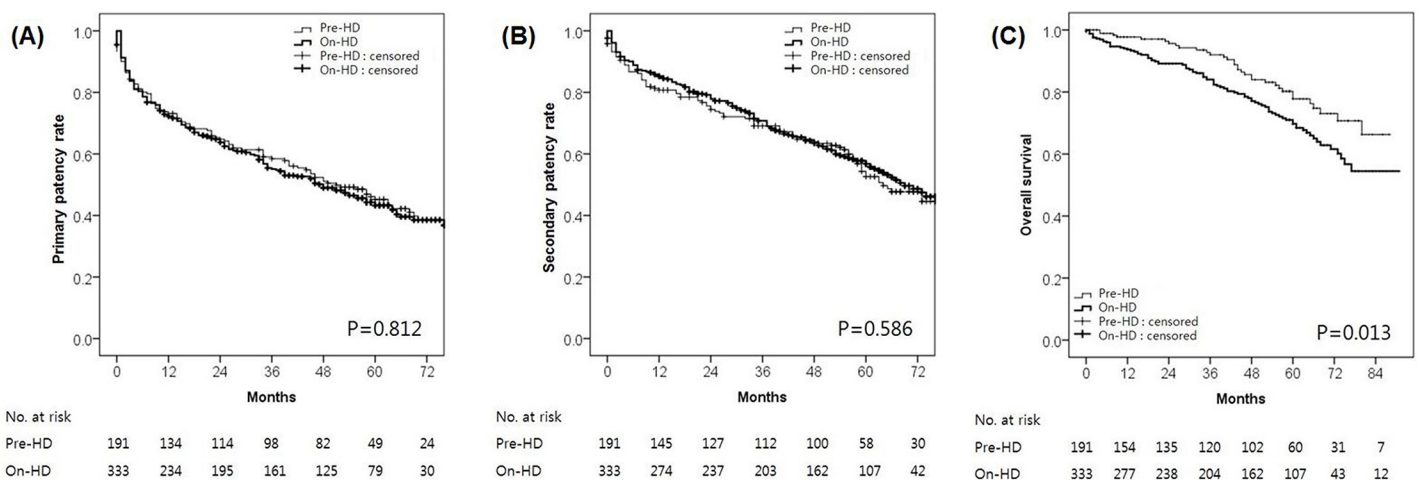 (A)
Primary patency rate
1.0
0.8
0.6
0.4
0.2
0.0
Pre-HD
On-HD
Pre-HD : censored
On-HD : censored
P=0.812
0 12 24 36 48 60 72
Months
No. at risk
Pre-HD 191 134 114 98 82 49 24
On-HD 333 234 195 161 125 79 30
(B)
Secondary patency rate
1.0
0.8
0.6
0.4
0.2
0.0
Pre-HD
On-HD
Pre-HD : censored
On-HD : censored
P=0.586
0 12 24 36 48 60 72
Months
No. at risk
Pre-HD 191 145 127 112 100 58 30
On-HD 333 274 237 203 162 107 42
(C)
Overall survival
1.0
0.8
0.6
0.4
0.2
0.0
Pre-HD
On-HD
Pre-HD : censored
On-HD : censored
P=0.013
0 12 24 36 48 60 72 84
Months
No. at risk
Pre-HD 191 154 135 120 102 60 31 7
On-HD 333 277 238 204 162 107 43 12